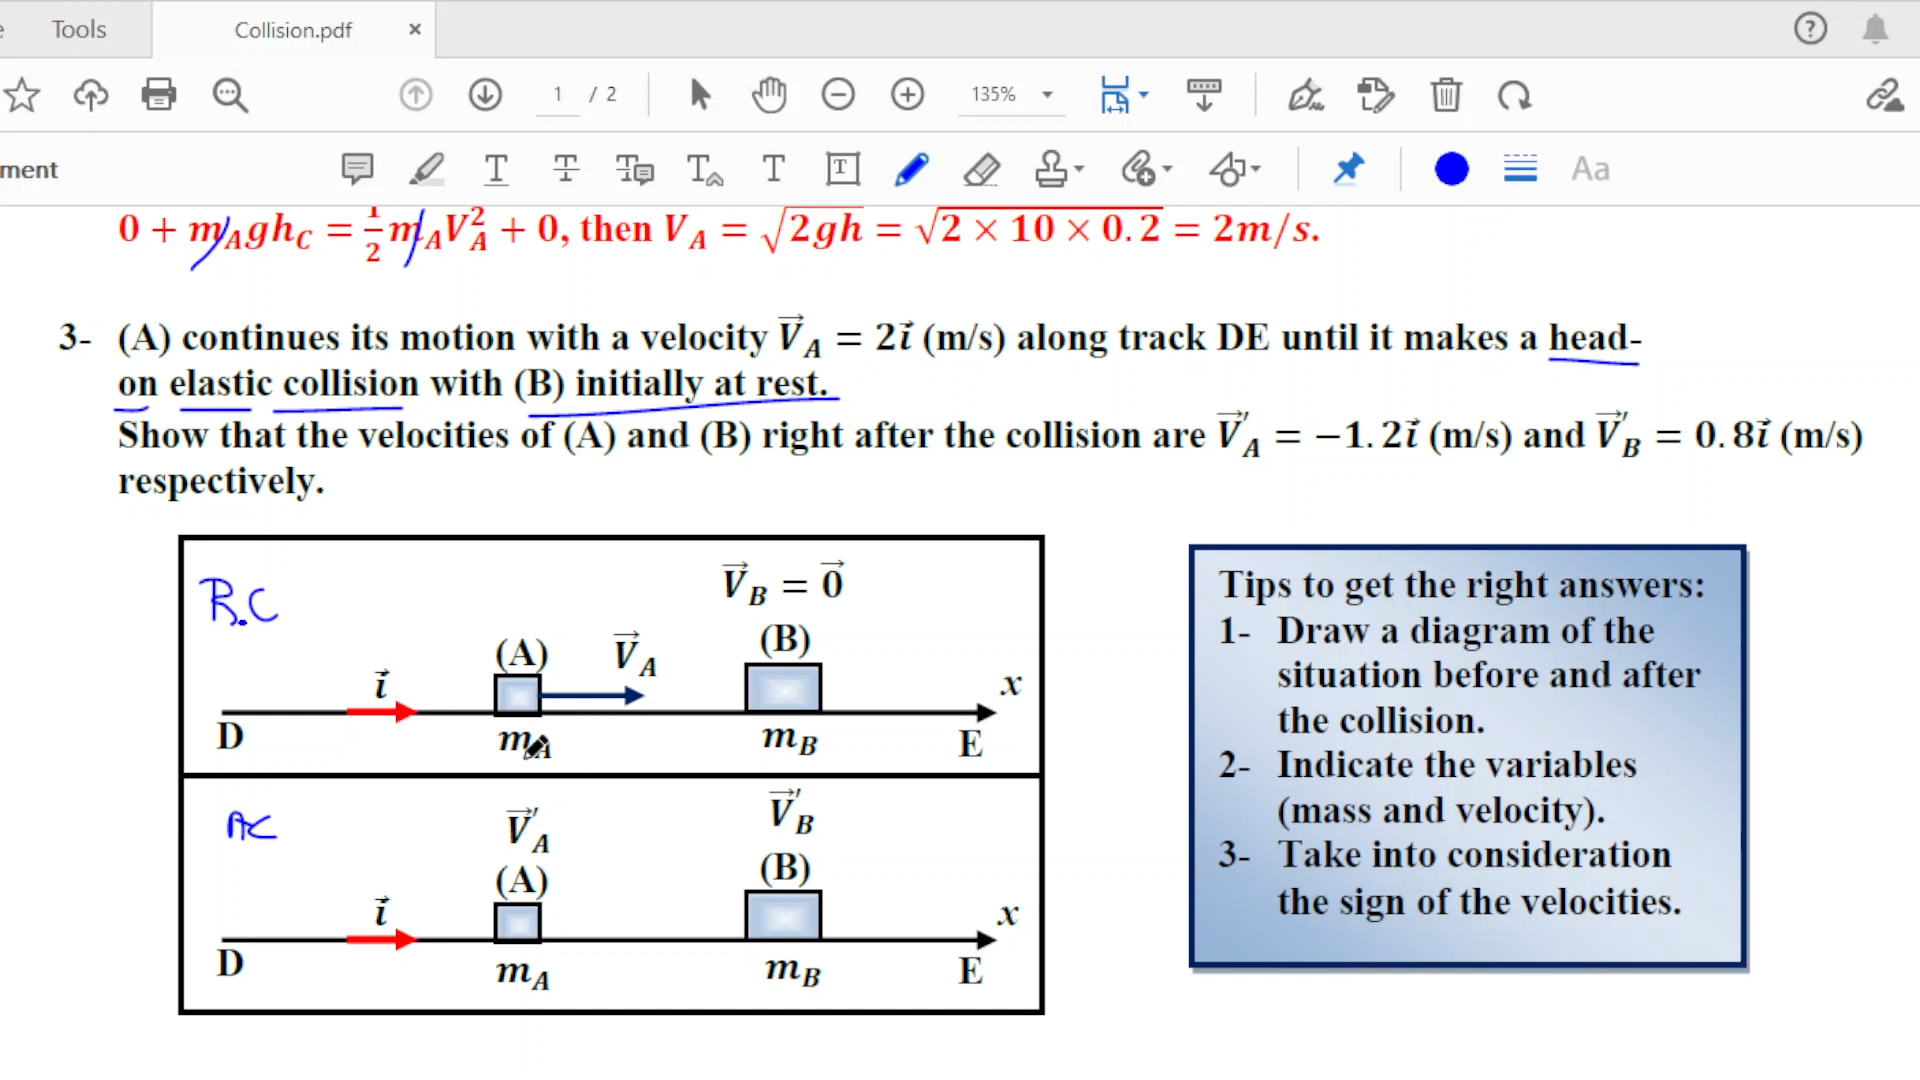 Tools
Collision.pdf ×
1 / 2
135%
ment
T T T T T T Aa
0 + m_A gh_C = 1/2 m_A V_A^2 + 0, then V_A = √2gh = √2 × 10 × 0.2 = 2m/s.
3- (A) continues its motion with a velocity V⃗_A = 2i⃗ (m/s) along track DE until it makes a head-
on elastic collision with (B) initially at rest.
Show that the velocities of (A) and (B) right after the collision are V⃗′_A = −1.2i⃗ (m/s) and V⃗′_B = 0.8i⃗ (m/s)
respectively.
B.C
V⃗_B = 0⃗
(A) V⃗_A (B)
i⃗ x
D m_A m_B E
AC
V⃗′_A V⃗′_B
(A) (B)
i⃗ x
D m_A m_B E
Tips to get the right answers:
1- Draw a diagram of the
situation before and after
the collision.
2- Indicate the variables
(mass and velocity).
3- Take into consideration
the sign of the velocities.